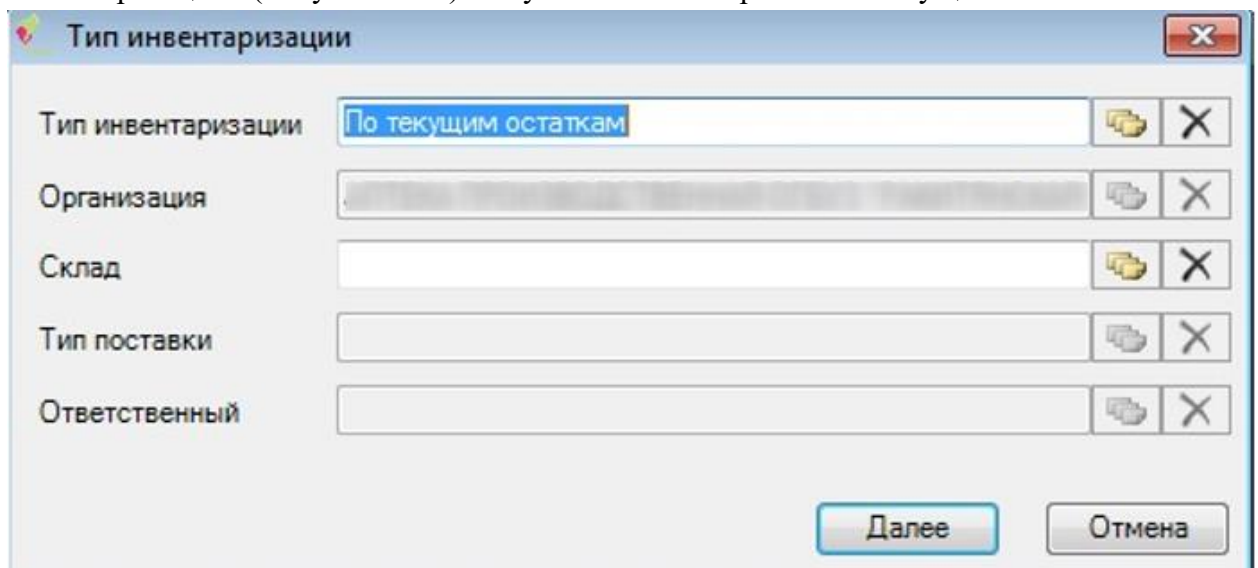 Тип инвентаризации
Тип инвентаризации По текущим остаткам
Организация
Склад
Тип поставки
Ответственный
Далее Отмена